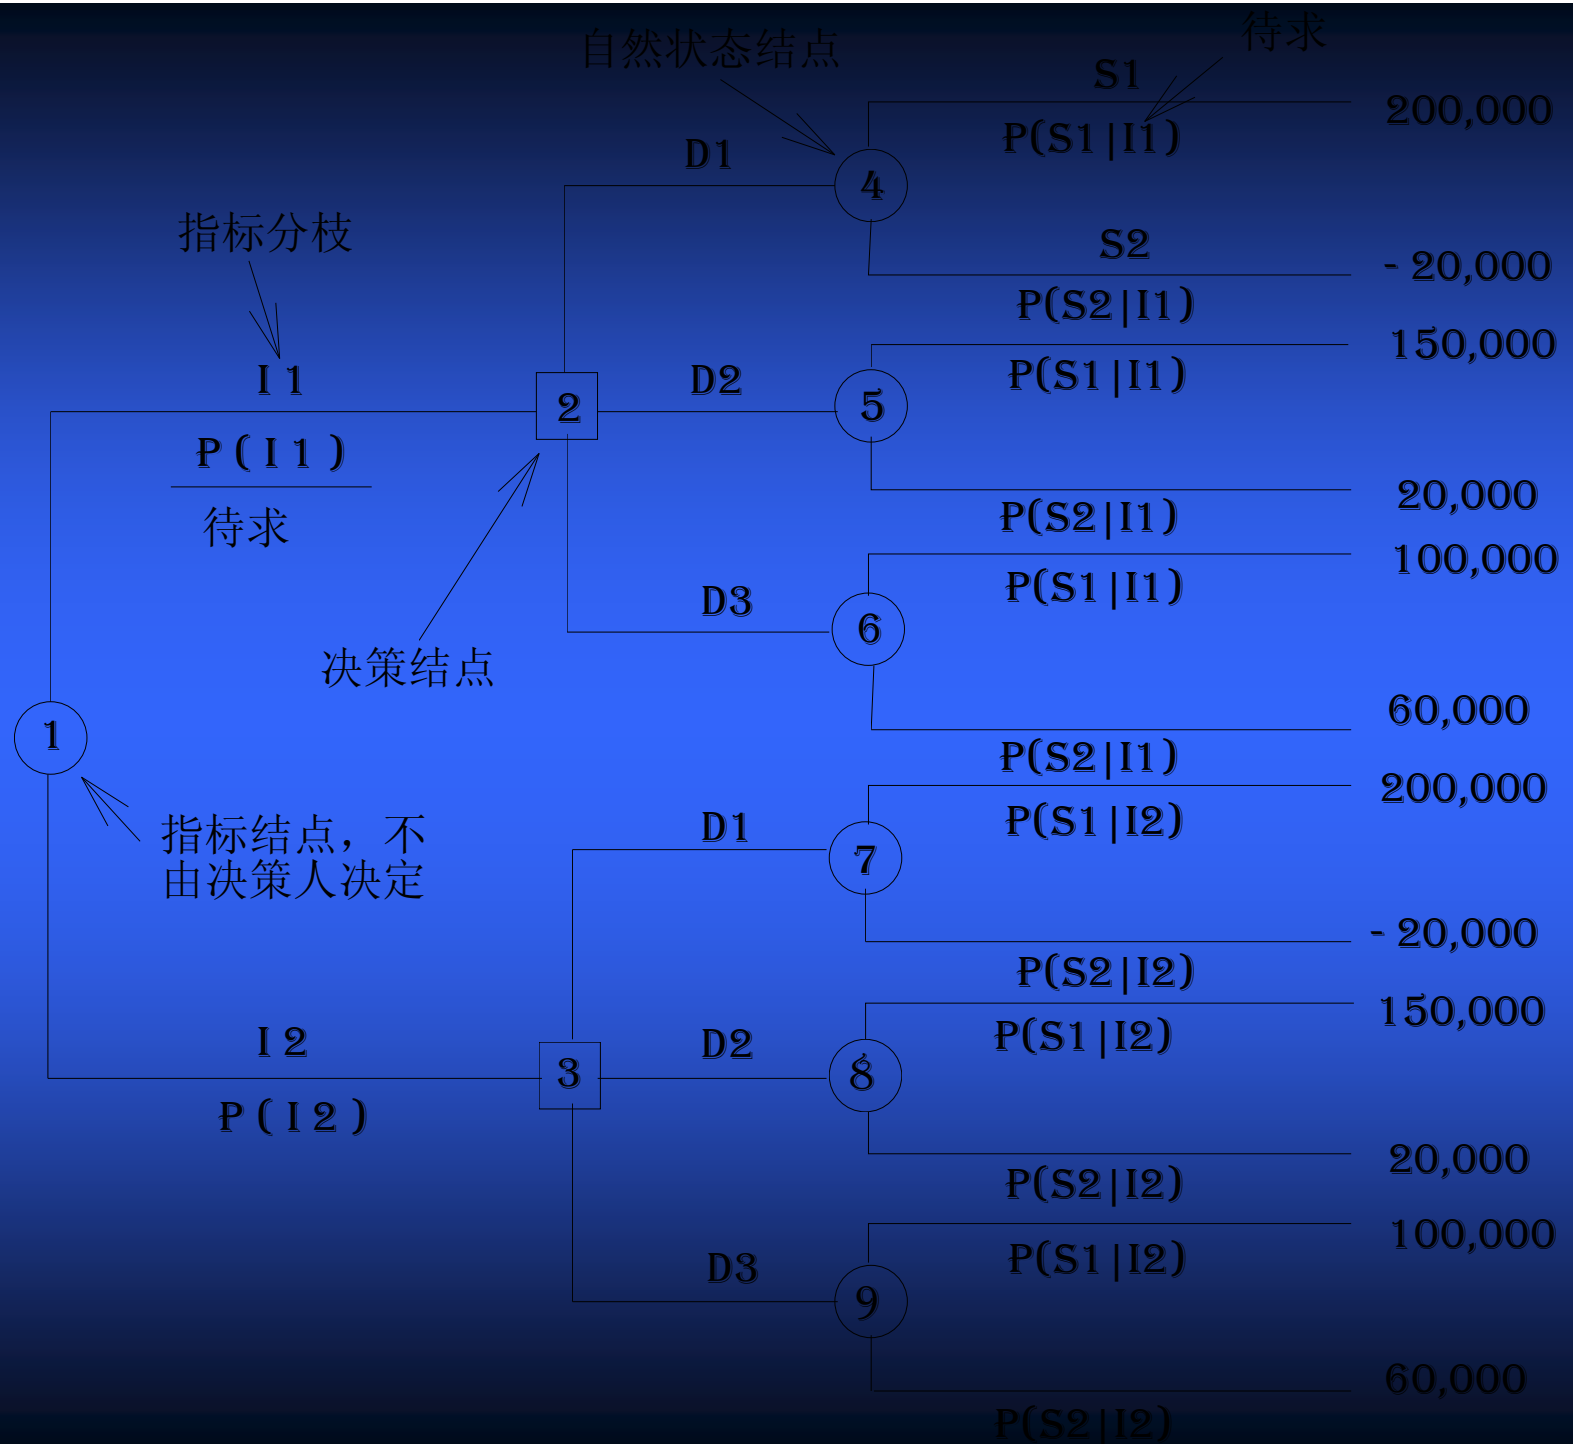 待求
自然状态结点
S1
200,000
P(S1|I1)
D1
4
指标分枝
S2
- 20,000
P(S2|I1)
150,000
P(S1|I1)
I 1
D2
2
5
P ( I 1 )
20,000
P(S2|I1)
待求
100,000
P(S1|I1)
D3
6
决策结点
60,000
1
P(S2|I1)
200,000
P(S1|I2)
D1
指标结点，不
由决策人决定
7
- 20,000
P(S2|I2)
150,000
P(S1|I2)
I 2
D2
3
8
P ( I 2 )
20,000
P(S2|I2)
100,000
P(S1|I2)
D3
9
60,000
P(S2|I2)